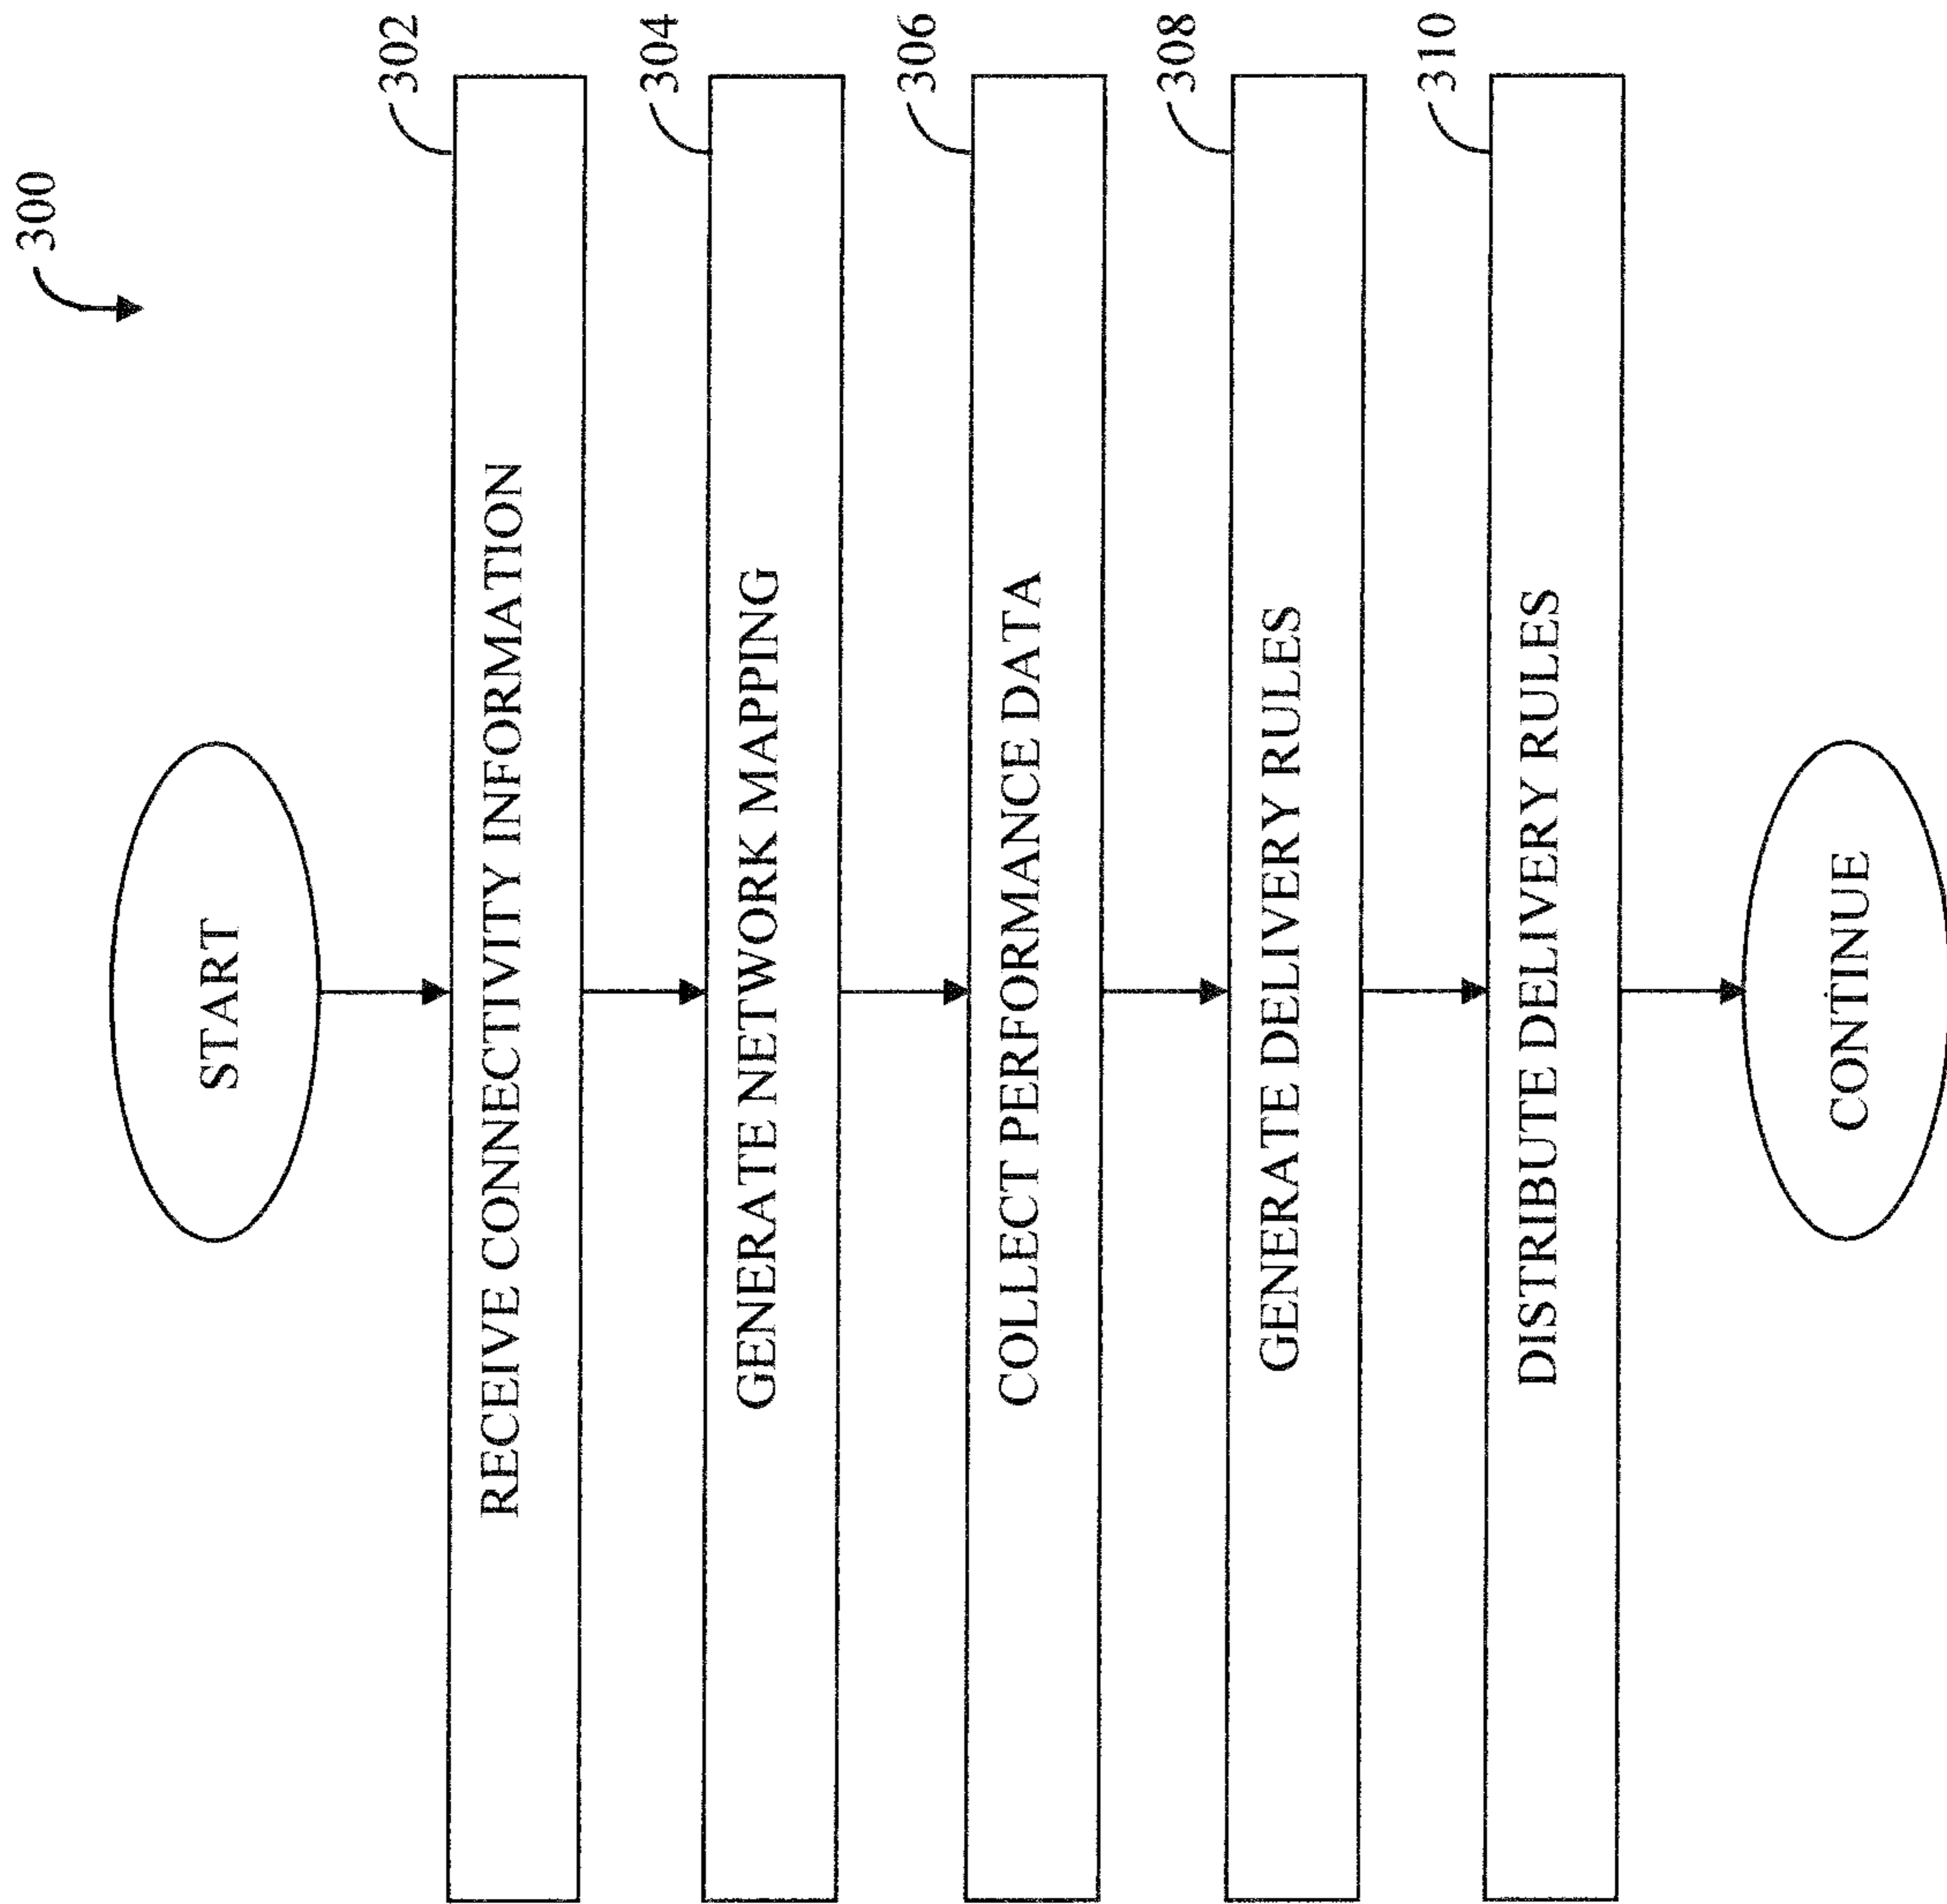 300
START
302
RECEIVE CONNECTIVITY INFORMATION
304
GENERATE NETWORK MAPPING
306
COLLECT PERFORMANCE DATA
308
GENERATE DELIVERY RULES
310
DISTRIBUTE DELIVERY RULES
CONTINUE